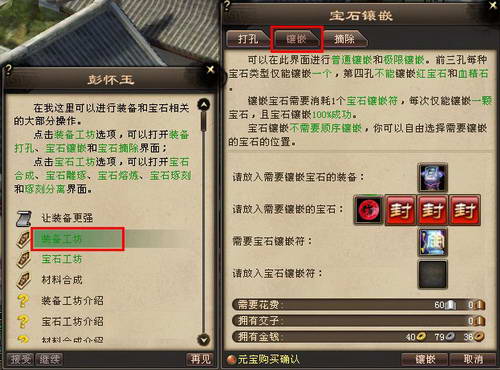 彭怀玉
在我这里可以进行装备和宝石相关
的大部分操作。
点击装备工坊选项，可以打开装备
打孔、宝石镶嵌和宝石摘除界面；
点击宝石工坊选项，可以打开宝石
合成、宝石雕琢、宝石熔炼、宝石琢刻
和琢刻分离界面。
让装备更强
装备工坊
宝石工坊
材料合成
装备工坊介绍
宝石工坊介绍
材料合成介绍
接受 继续 再见
宝石镶嵌
打孔 镶嵌 摘除
可以在此界面进行普通镶嵌和极限镶嵌。前三孔每种
宝石类型仅能镶嵌一个，第四孔不能镶嵌红宝石和血精石
。
镶嵌宝石需要消耗1个宝石镶嵌符，每次仅能镶嵌一颗
宝石，且宝石镶嵌100%成功。
宝石镶嵌不需要顺序镶嵌，你可以自由选择需要镶嵌
的宝石的位置。
请放入需要镶嵌宝石的装备：
请放入需要镶嵌的宝石： 封 封 封
需要宝石镶嵌符：
请放入宝石镶嵌符：
需要花费： 60 0
拥有交子： 0
拥有金钱： 40 79 36
元宝购买确认 镶嵌 取消